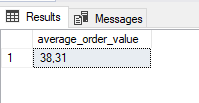 Results Messages
average_order_value
1 38,31